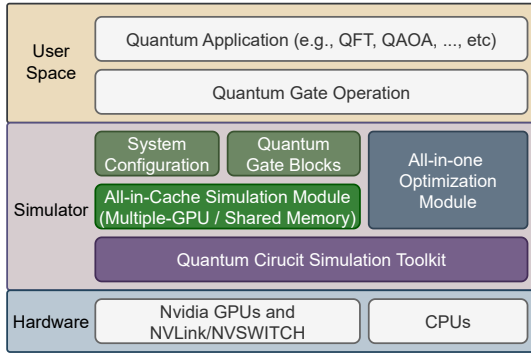 User
Space
Quantum Application (e.g., QFT, QAOA, ..., etc)
Quantum Gate Operation
Simulator
System
Configuration
Quantum
Gate Blocks
All-in-one
Optimization
Module
All-in-Cache Simulation Module
(Multiple-GPU / Shared Memory)
Quantum Cirucit Simulation Toolkit
Hardware
Nvidia GPUs and
NVLink/NVSWITCH
CPUs